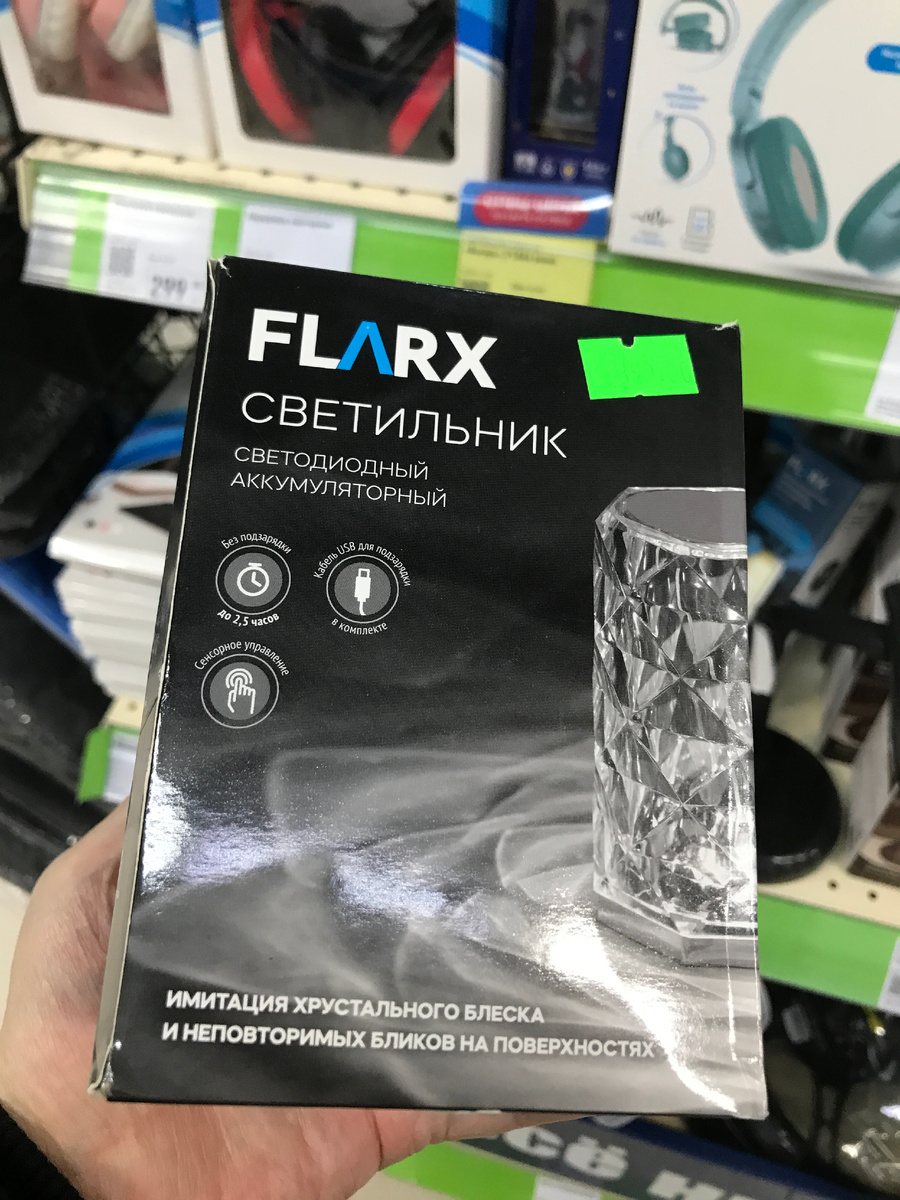 299
FLARX
СВЕТИЛЬНИК
СВЕТОДИОДНЫЙ
АККУМУЛЯТОРНЫЙ
Без подзарядки
до 2,5 часов
Кабель USB для подзарядки
в комплекте
Сенсорное управление
ИМИТАЦИЯ ХРУСТАЛЬНОГО БЛЕСКА
И НЕПОВТОРИМЫХ БЛИКОВ НА ПОВЕРХНОСТЯХ